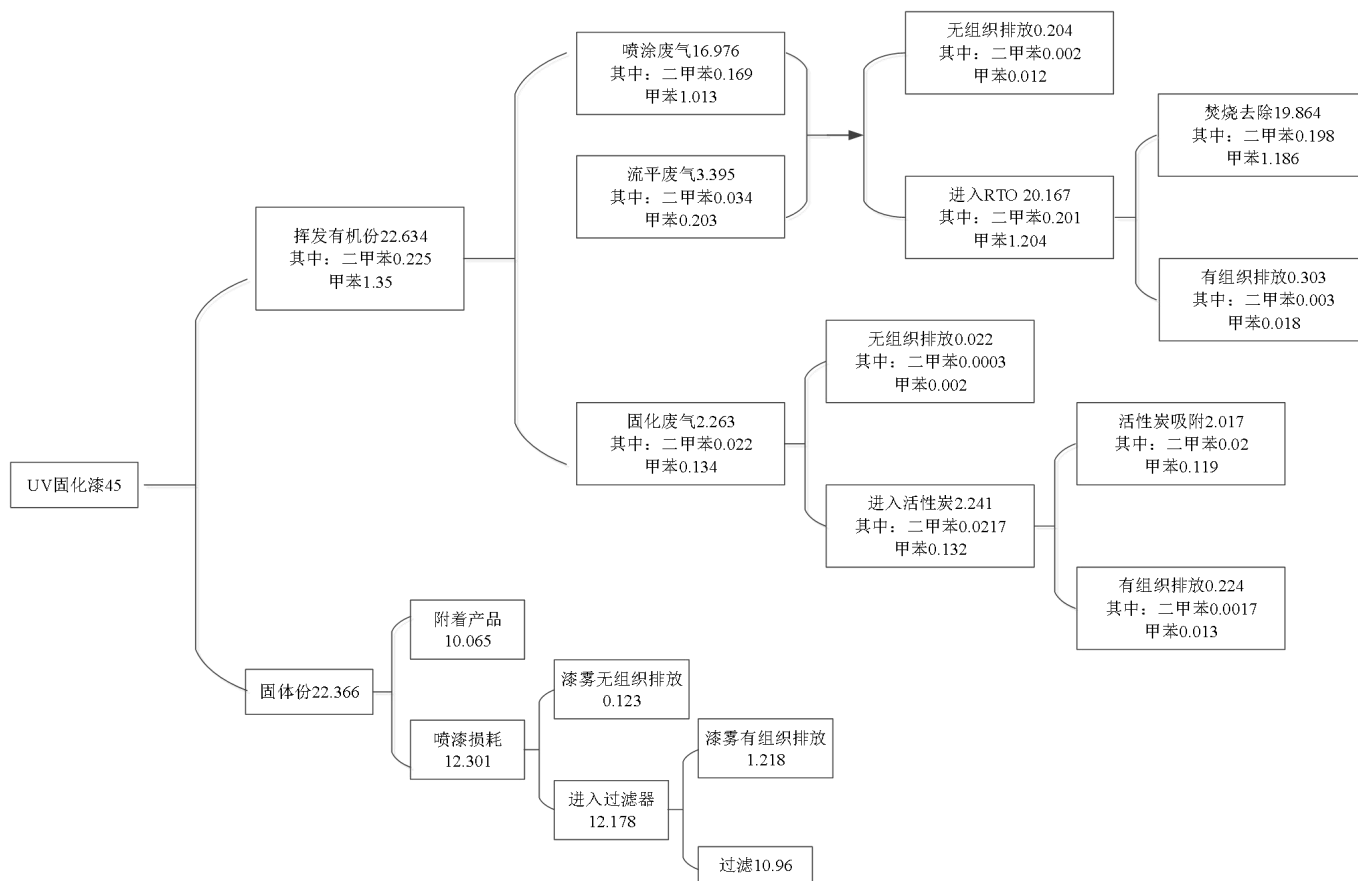 UV固化漆45
挥发有机份22.634
其中：二甲苯0.225
甲苯1.35
喷涂废气16.976
其中：二甲苯0.169
甲苯1.013
流平废气3.395
其中：二甲苯0.034
甲苯0.203
无组织排放0.204
其中：二甲苯0.002
甲苯0.012
进入RTO 20.167
其中：二甲苯0.201
甲苯1.204
焚烧去除19.864
其中：二甲苯0.198
甲苯1.186
有组织排放0.303
其中：二甲苯0.003
甲苯0.018
固化废气2.263
其中：二甲苯0.022
甲苯0.134
无组织排放0.022
其中：二甲苯0.0003
甲苯0.002
进入活性炭2.241
其中：二甲苯0.0217
甲苯0.132
活性炭吸附2.017
其中：二甲苯0.02
甲苯0.119
有组织排放0.224
其中：二甲苯0.0017
甲苯0.013
固体份22.366
附着产品
10.065
喷漆损耗
12.301
漆雾无组织排放
0.123
进入过滤器
12.178
漆雾有组织排放
1.218
过滤10.96